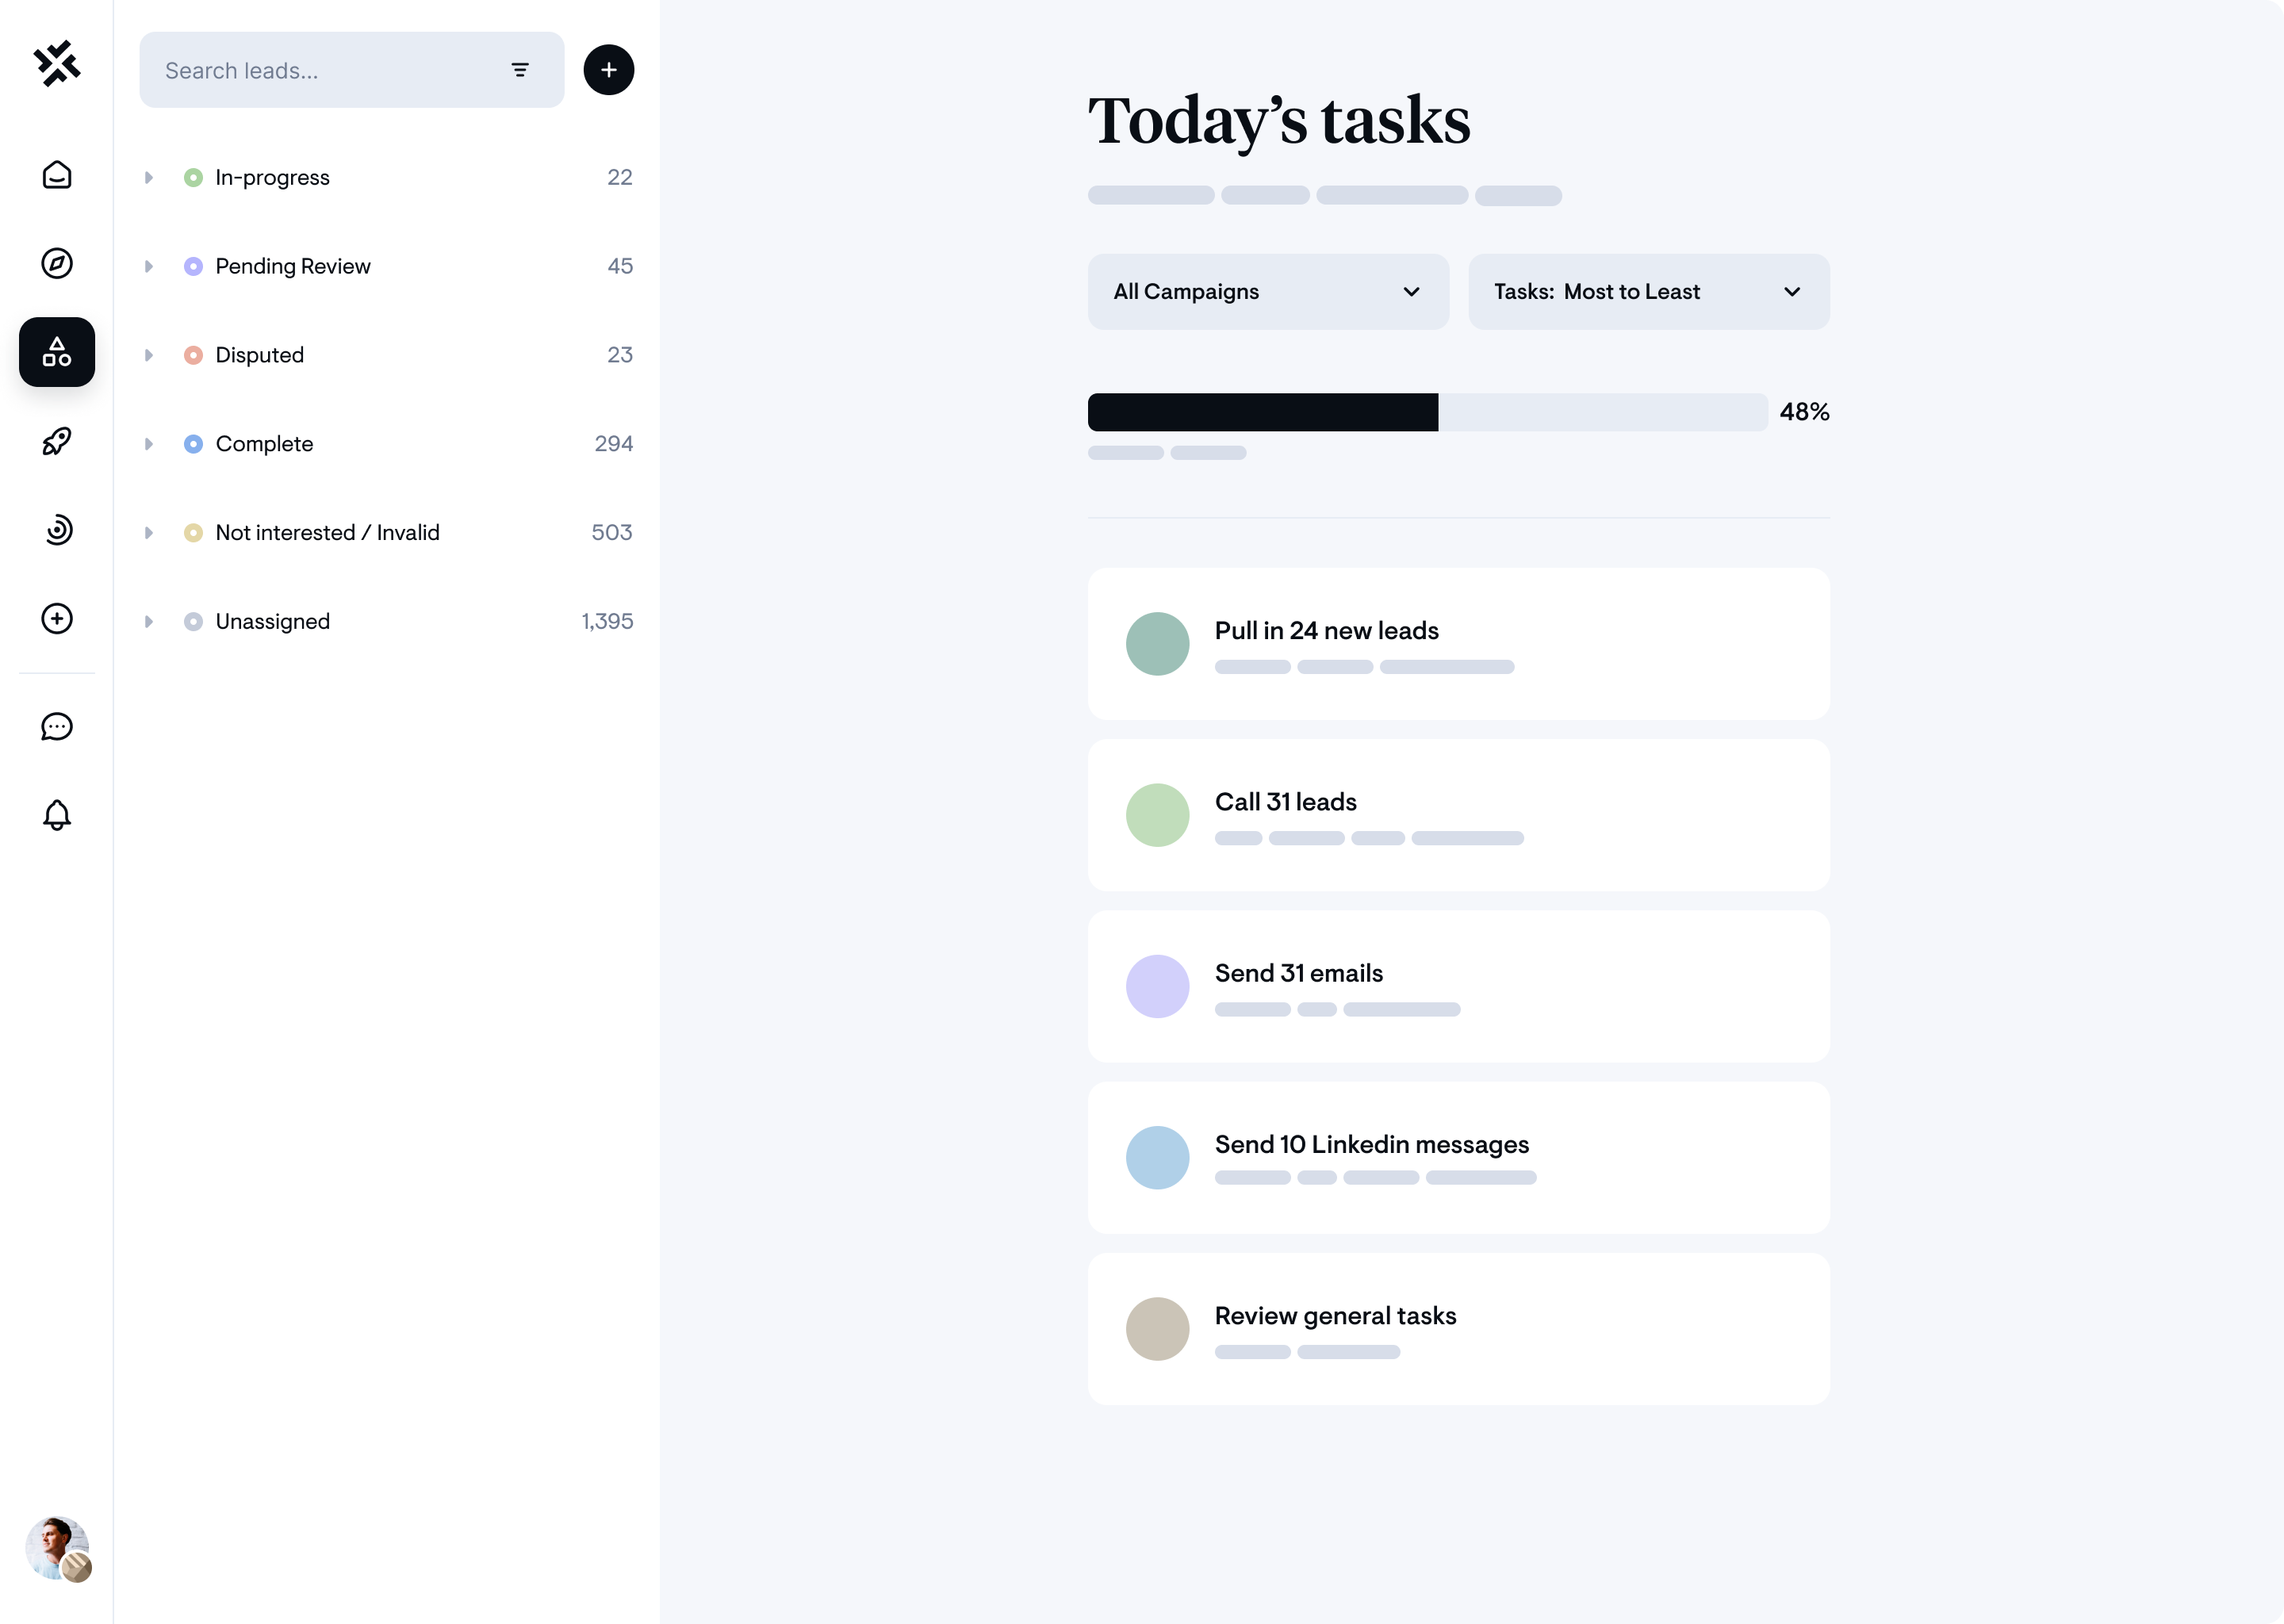 Search leads...
In-progress 22
Pending Review 45
Disputed 23
Complete 294
Not interested / Invalid 503
Unassigned 1,395
Today’s tasks
All Campaigns
Tasks: Most to Least
48%
Pull in 24 new leads
Call 31 leads
Send 31 emails
Send 10 Linkedin messages
Review general tasks